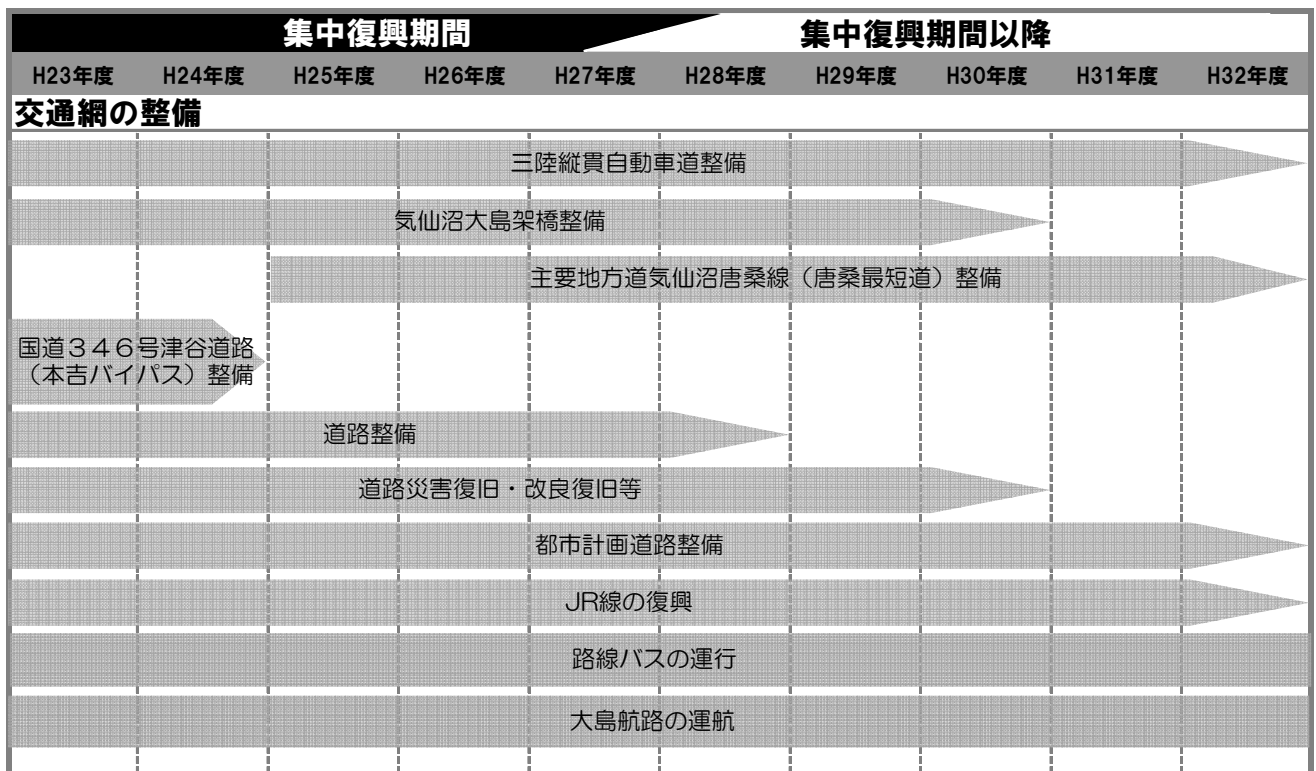 集中復興期間 集中復興期間以降
H23年度 H24年度 H25年度 H26年度 H27年度 H28年度 H29年度 H30年度 H31年度 H32年度
交通網の整備
三陸縦貫自動車道整備
気仙沼大島架橋整備
主要地方道気仙沼唐桑線（唐桑最短道）整備
国道３４６号津谷道路
（本吉バイパス）整備
道路整備
道路災害復旧・改良復旧等
都市計画道路整備
JR線の復興
路線バスの運行
大島航路の運航